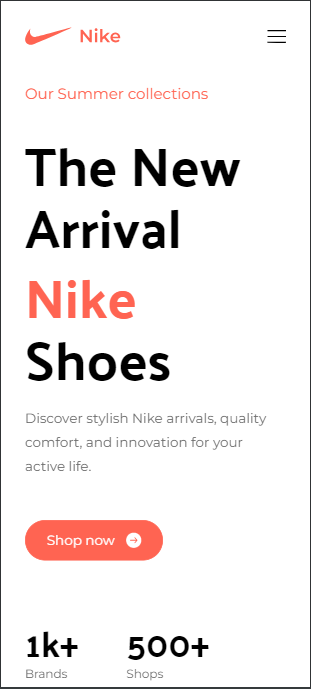 Nike
Our Summer collections
The New
Arrival
Nike
Shoes
Discover stylish Nike arrivals, quality
comfort, and innovation for your
active life.
Shop now
1k+ 500+
Brands Shops